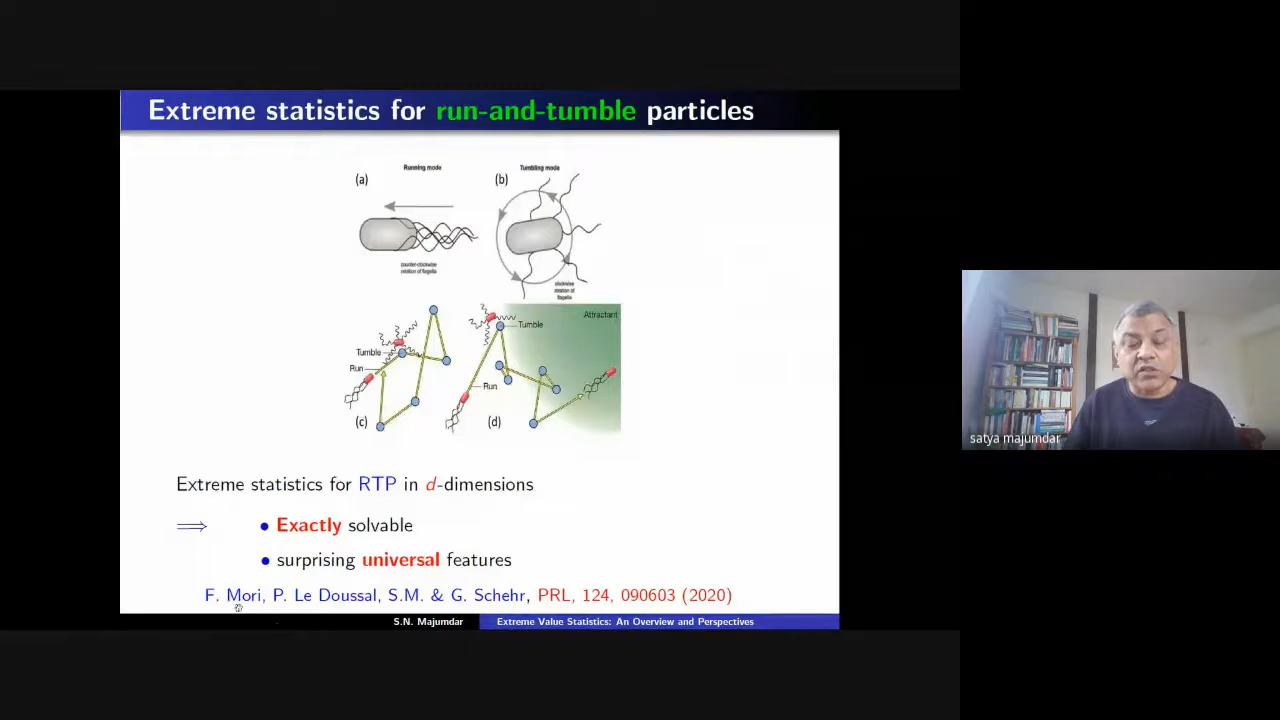 Extreme statistics for run-and-tumble particles
Running mode
Tumbling mode
(a)
(b)
counter-clockwise
rotation of flagella
clockwise
rotation of
flagella
Attractant
Tumble
Tumble
Run
Run
(c)
(d)
Extreme statistics for RTP in d-dimensions
⟹ • Exactly solvable
• surprising universal features
F. Mori, P. Le Doussal, S.M. & G. Schehr, PRL, 124, 090603 (2020)
S.N. Majumdar Extreme Value Statistics: An Overview and Perspectives
satya majumdar